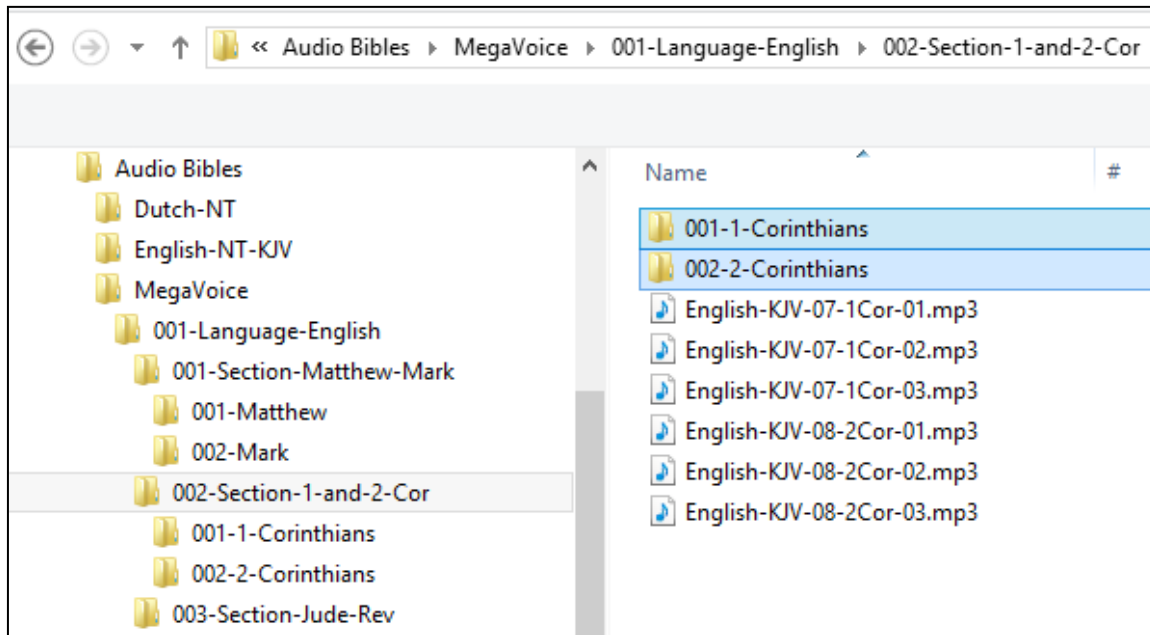 « Audio Bibles ▸ MegaVoice ▸ 001-Language-English ▸ 002-Section-1-and-2-Cor
Audio Bibles
Dutch-NT
English-NT-KJV
MegaVoice
001-Language-English
001-Section-Matthew-Mark
001-Matthew
002-Mark
002-Section-1-and-2-Cor
001-1-Corinthians
002-2-Corinthians
003-Section-Jude-Rev
Name #
001-1-Corinthians
002-2-Corinthians
English-KJV-07-1Cor-01.mp3
English-KJV-07-1Cor-02.mp3
English-KJV-07-1Cor-03.mp3
English-KJV-08-2Cor-01.mp3
English-KJV-08-2Cor-02.mp3
English-KJV-08-2Cor-03.mp3